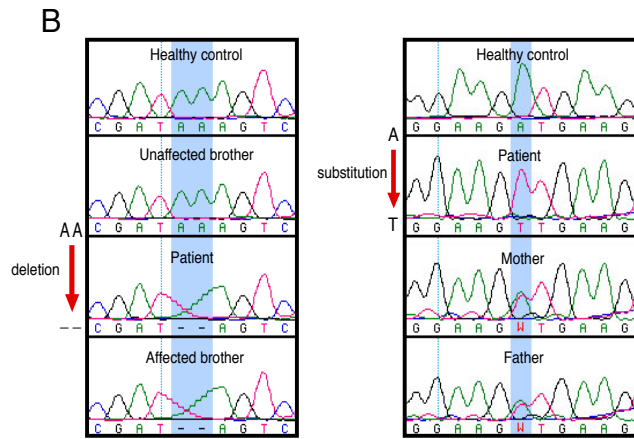 B
Healthy control
C G A T A A A G T C
Unaffected brother
C G A T A A A G T C
AA
deletion
--
Patient
C G A T - - A G T C
Affected brother
C G A T - - A G T C
Healthy control
G G A A G A T G A A G
A
substitution
T
Patient
G G A A G T T G A A G
Mother
G G A A G W T G A A G
Father
G G A A G W T G A A G